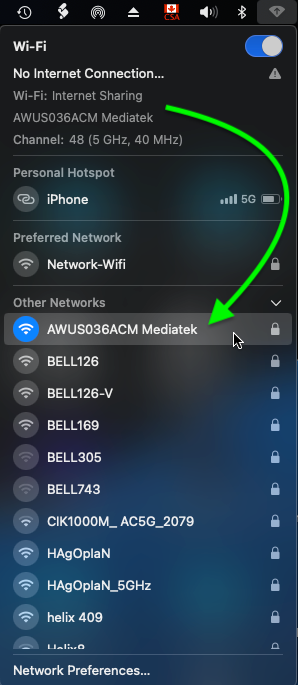 CSA
Wi-Fi
No Internet Connection...
Wi-Fi: Internet Sharing
AWUS036ACM Mediatek
Channel: 48 (5 GHz, 40 MHz)
Personal Hotspot
iPhone 5G
Preferred Network
Network-Wifi
Other Networks
AWUS036ACM Mediatek
BELL126
BELL126-V
BELL169
BELL305
BELL743
CIK1000M_ AC5G_2079
HAgOplaN
HAgOplaN_5GHz
helix 409
Helix8
Network Preferences...